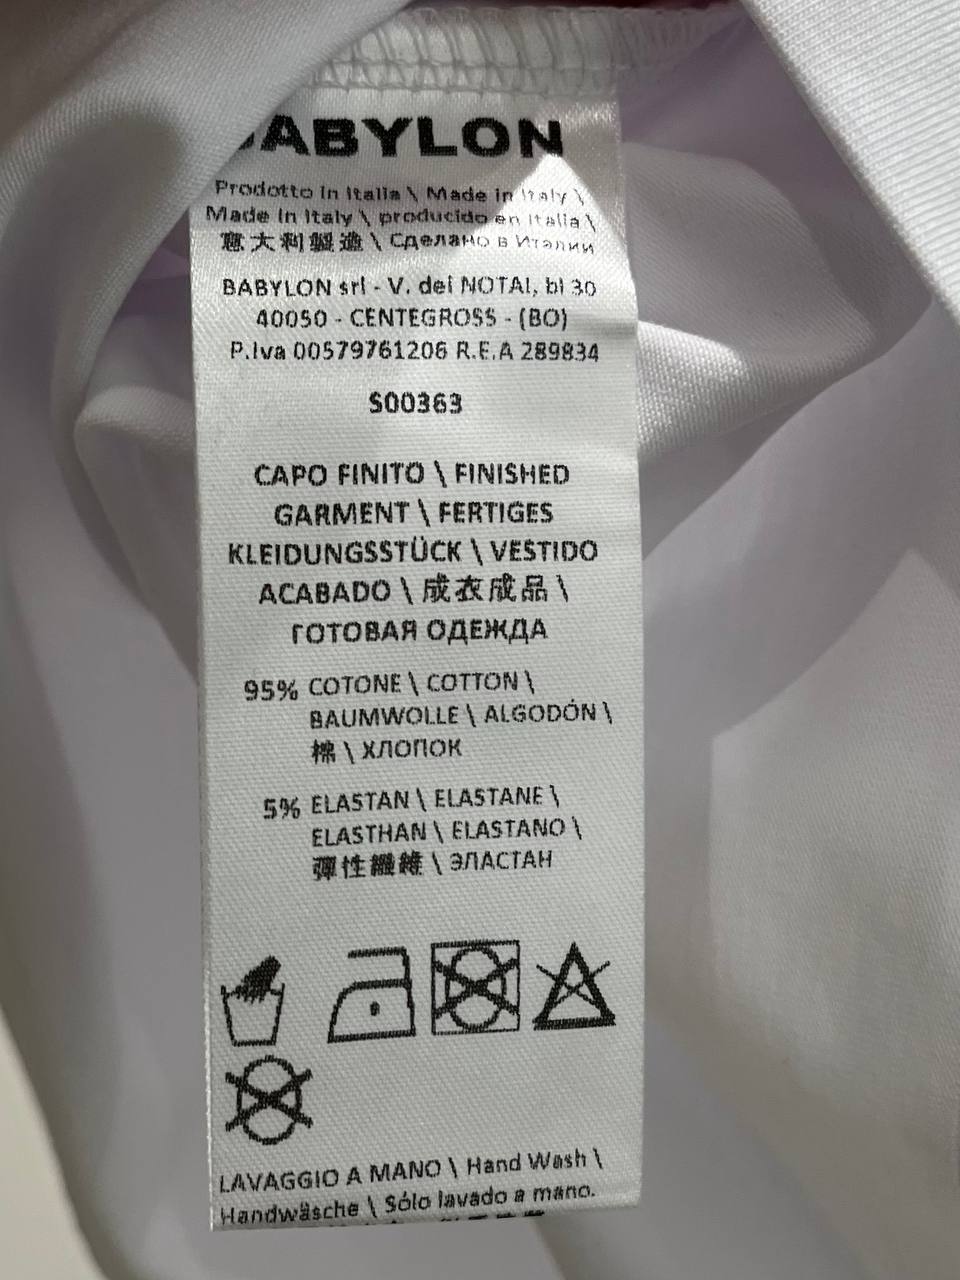 BABYLON
Prodotto in Italia \ Made in Italy \
Made in Italy \ producido en Italia \
意大利製造 \ Сделано в Италии
BABYLON srl - V. dei NOTAI, bl 30
40050 - CENTEGROSS - (BO)
P.Iva 00579761206 R.E.A 289834
S00363
CAPO FINITO \ FINISHED
GARMENT \ FERTIGES
KLEIDUNGSSTÜCK \ VESTIDO
ACABADO \ 成衣成品 \
ГОТОВАЯ ОДЕЖДА
95% COTONE \ COTTON \
BAUMWOLLE \ ALGODÓN \
棉 \ ХЛОПОК
5% ELASTAN \ ELASTANE \
ELASTHAN \ ELASTANO \
彈性纖維 \ ЭЛАСТАН
LAVAGGIO A MANO \ Hand Wash \
Handwäsche \ Sólo lavado a mano.